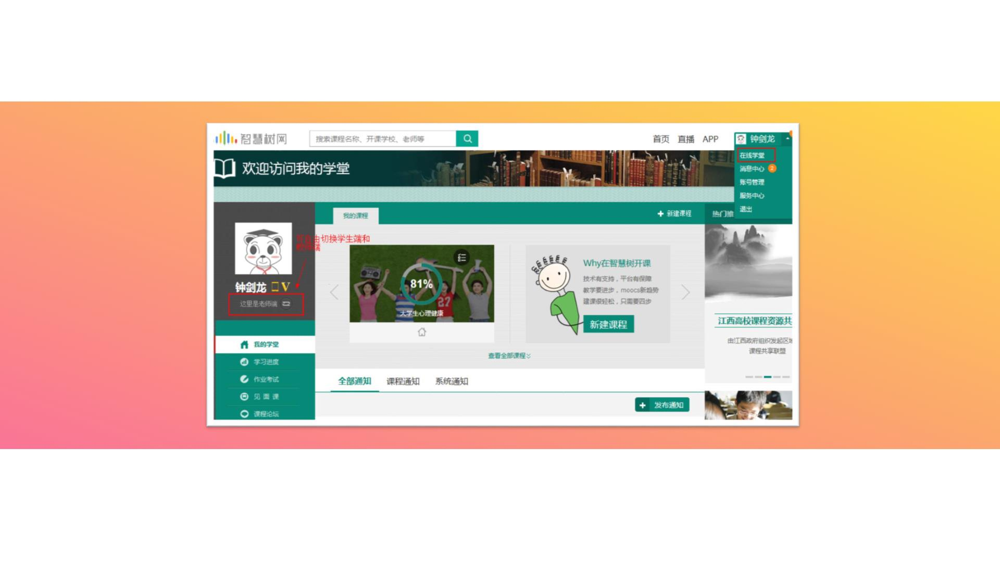 智慧树网
搜索课程名称、开课学校、老师等
首页 直播 APP
钟剑龙
在线学堂
消息中心 2
账号管理
服务中心
退出
欢迎访问我的学堂
我的课程
新建课程
热门推
可自由切换学生端和
教师端
钟剑龙 V
这里是老师端
81%
27
大学生心理健康
Why在智慧树开课
技术有支持，平台有保障
教学要进步，moocs新趋势
建课很轻松，只需要四步
新建课程
查看全部课程
江西高校课程资源共
由江西政府组织发起区域
课程共享联盟
我的学堂
学习进度
作业考试
见面课
课程论坛
全部通知 课程通知 系统通知
发布通知